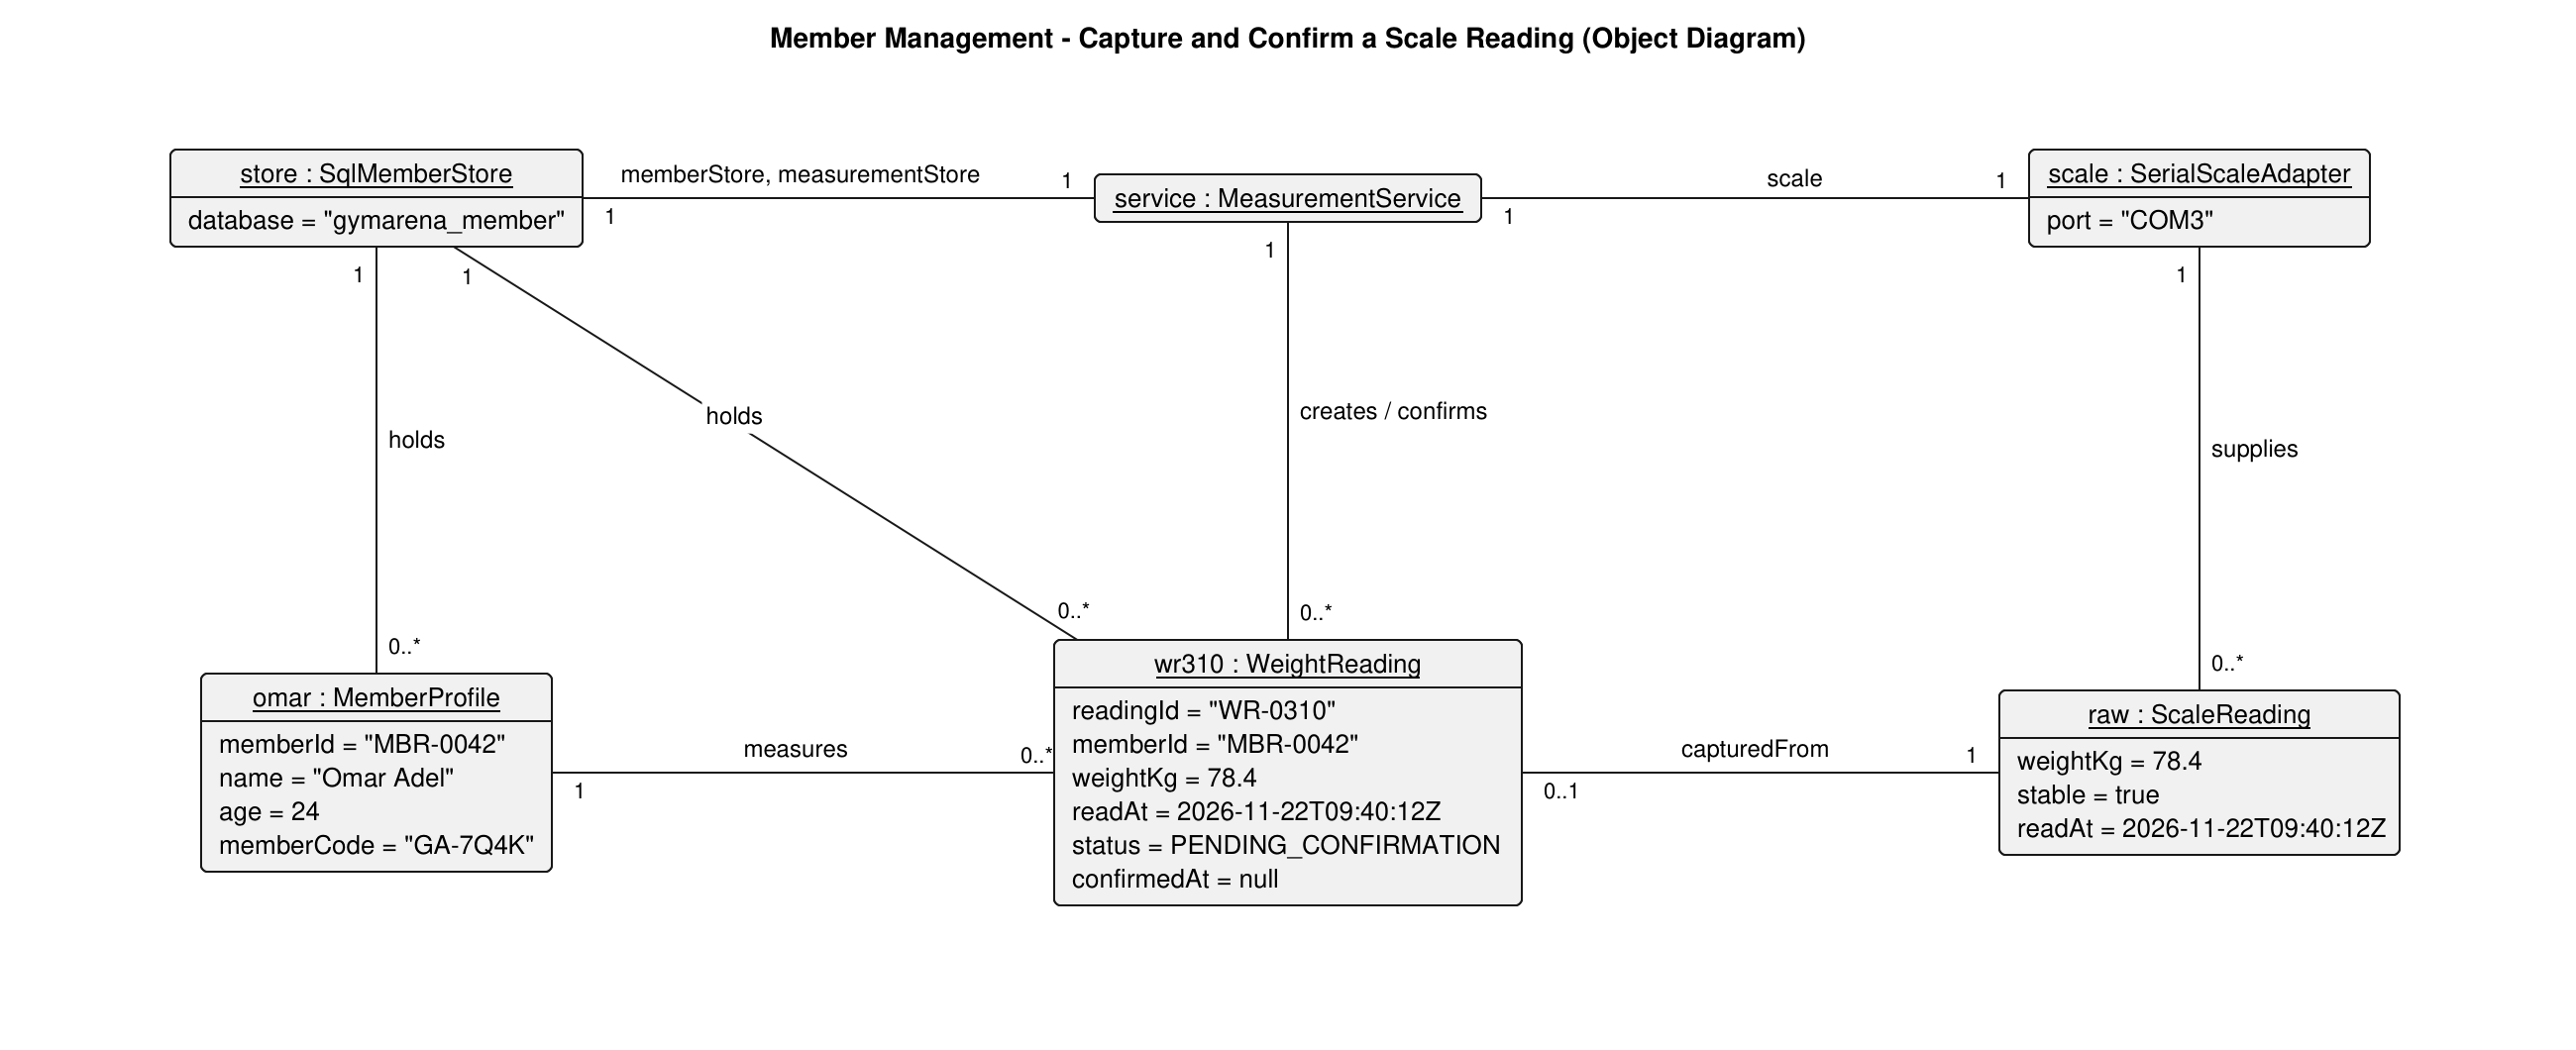 Member Management - Capture and Confirm a Scale Reading (Object Diagram)
store : SqlMemberStore
database = "gymarena_member"
memberStore, measurementStore
1
1
service : MeasurementService
scale
1
1
scale : SerialScaleAdapter
port = "COM3"
1
1
1
1
holds
holds
creates / confirms
supplies
0..*
0..*
0..*
0..*
omar : MemberProfile
memberId = "MBR-0042"
name = "Omar Adel"
age = 24
memberCode = "GA-7Q4K"
measures
1
0..*
wr310 : WeightReading
readingId = "WR-0310"
memberId = "MBR-0042"
weightKg = 78.4
readAt = 2026-11-22T09:40:12Z
status = PENDING_CONFIRMATION
confirmedAt = null
capturedFrom
0..1
1
raw : ScaleReading
weightKg = 78.4
stable = true
readAt = 2026-11-22T09:40:12Z